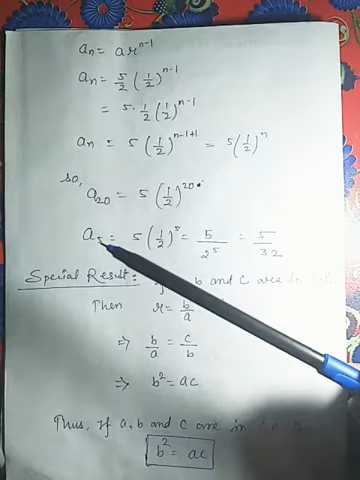 aₙ = arⁿ⁻¹
aₙ = 5/2 (1/2)ⁿ⁻¹
= 5 · 1/2 (1/2)ⁿ⁻¹
aₙ = 5 (1/2)ⁿ⁻¹⁺¹ = 5 (1/2)ⁿ
so, a₂₀ = 5 (1/2)²⁰
a₅ = 5 (1/2)⁵ = 5/2⁵ = 5/32
Special Result: b and c are in
Then r = b/a
⇒ b/a = c/b
⇒ b² = ac
Thus, If a, b and c are in
b² = ac